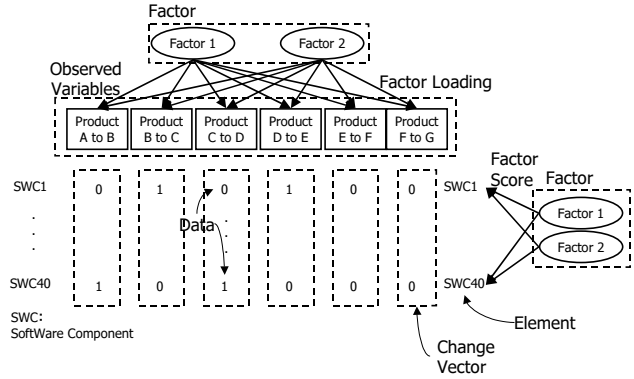 Factor
Factor 1
Factor 2
Observed
Variables
Factor Loading
Product
A to B
Product
B to C
Product
C to D
Product
D to E
Product
E to F
Product
F to G
Factor
Score
Factor
SWC1 0 1 0 1 0 0 SWC1
Factor 1
Data
Factor 2
SWC40 1 0 1 0 0 0 SWC40
SWC:
SoftWare Component
Element
Change
Vector